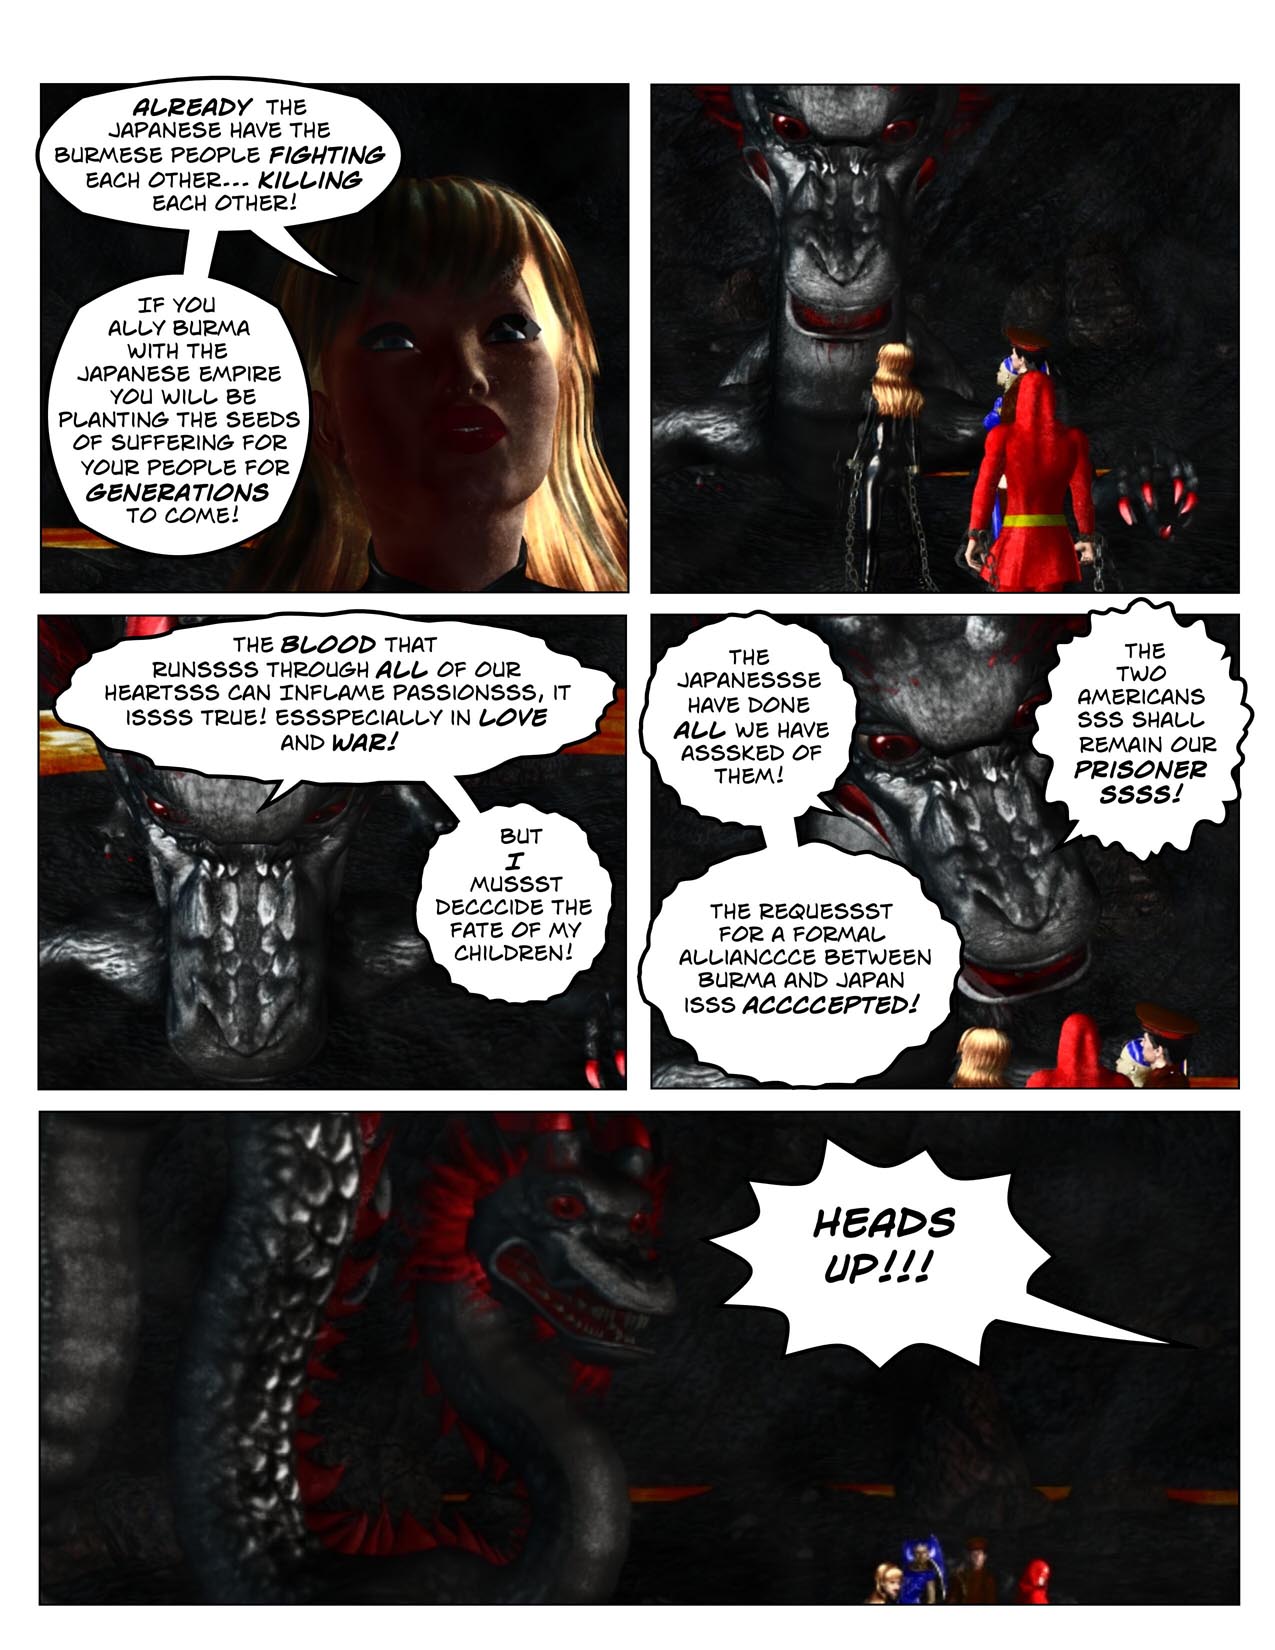 ALREADY THE
JAPANESE HAVE THE
BURMESE PEOPLE FIGHTING
EACH OTHER... KILLING
EACH OTHER!
IF YOU
ALLY BURMA
WITH THE
JAPANESE EMPIRE
YOU WILL BE
PLANTING THE SEEDS
OF SUFFERING FOR
YOUR PEOPLE FOR
GENERATIONS
TO COME!
THE BLOOD THAT
RUNSSSS THROUGH ALL OF OUR
HEARTSSS CAN INFLAME PASSIONSSS, IT
ISSSS TRUE! ESSSPECIALLY IN LOVE
AND WAR!
BUT
I
MUSSST
DECCCIDE THE
FATE OF MY
CHILDREN!
THE
JAPANESSSE
HAVE DONE
ALL WE HAVE
ASSSKED OF
THEM!
THE REQUESSST
FOR A FORMAL
ALLIANCCCE BETWEEN
BURMA AND JAPAN
ISSS ACCCCEPTED!
THE
TWO
AMERICANS
SSS SHALL
REMAIN OUR
PRISONER
SSSS!
HEADS
UP!!!